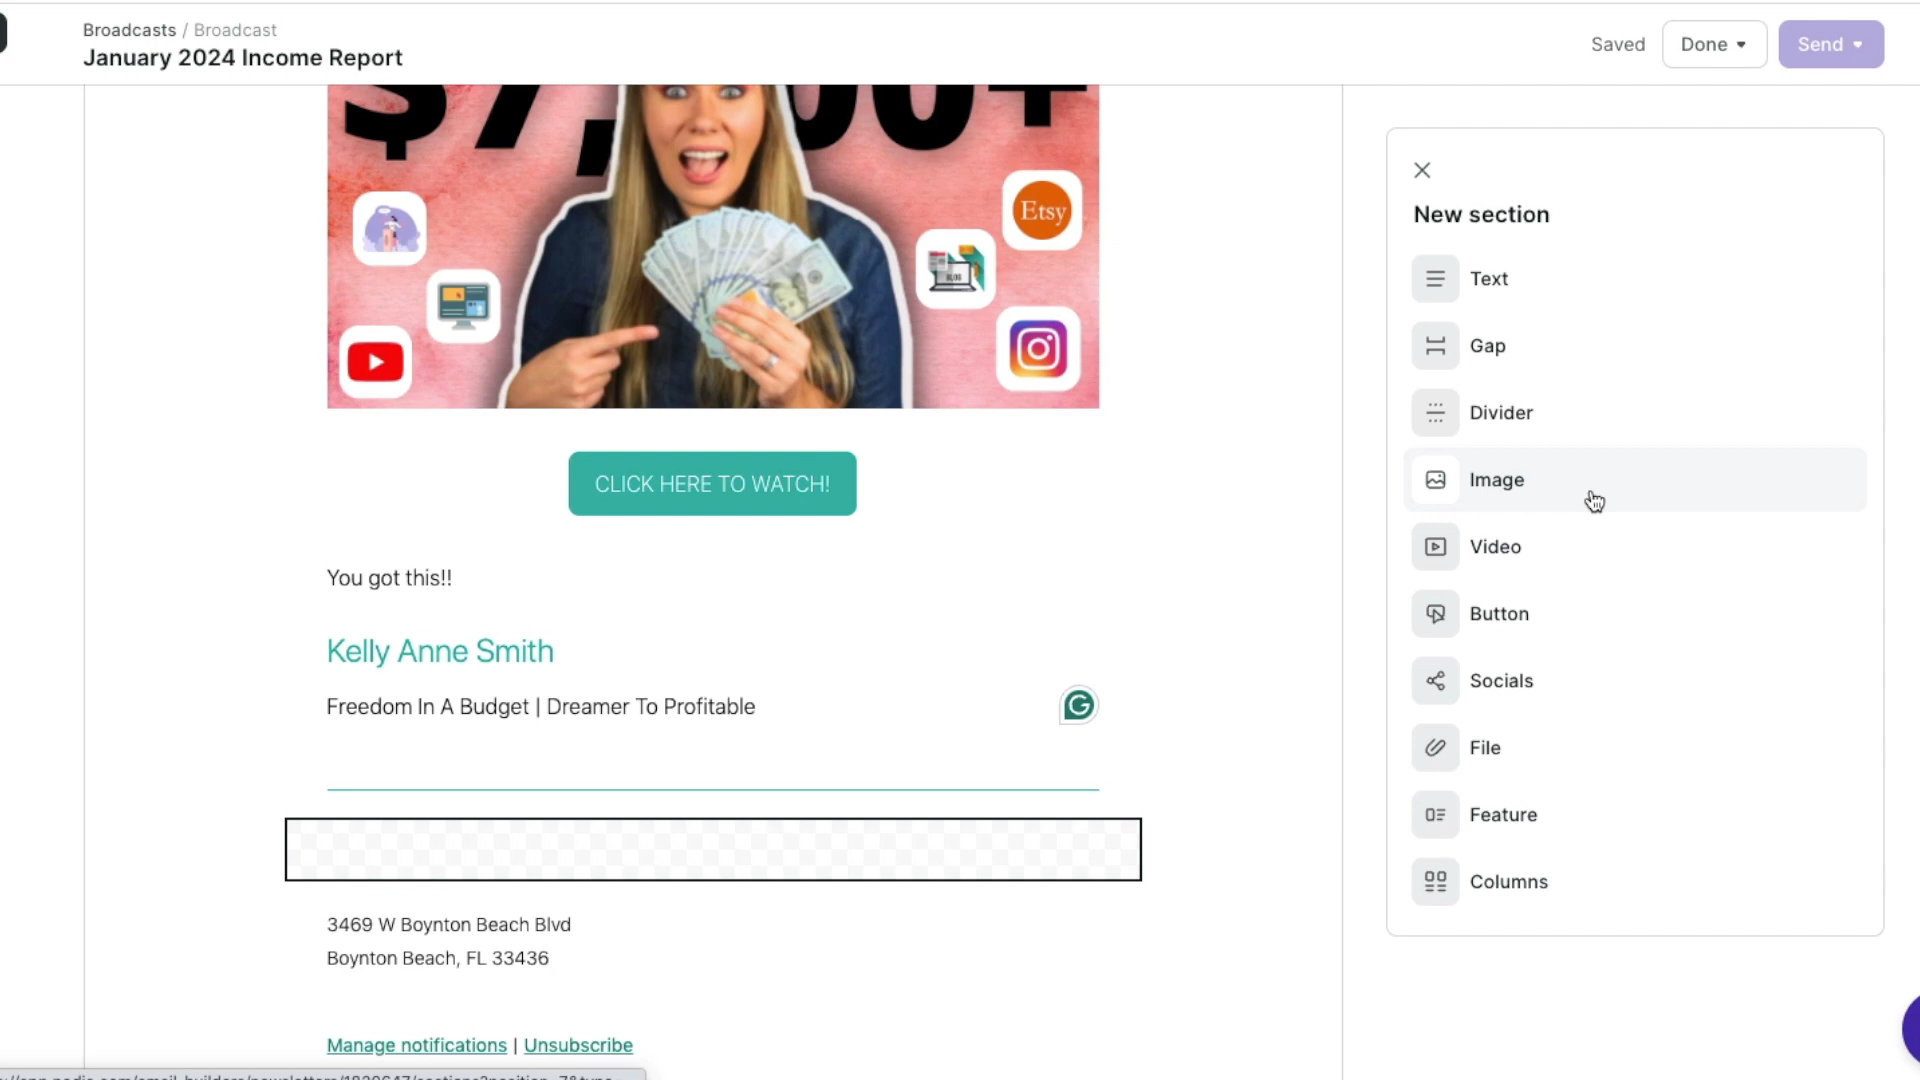 Broadcasts / Broadcast
January 2024 Income Report
Saved
Done
Send
Etsy
BLOG
CLICK HERE TO WATCH!
You got this!!
Kelly Anne Smith
Freedom In A Budget | Dreamer To Profitable
3469 W Boynton Beach Blvd
Boynton Beach, FL 33436
Manage notifications | Unsubscribe
New section
Text
Gap
Divider
Image
Video
Button
Socials
File
Feature
Columns